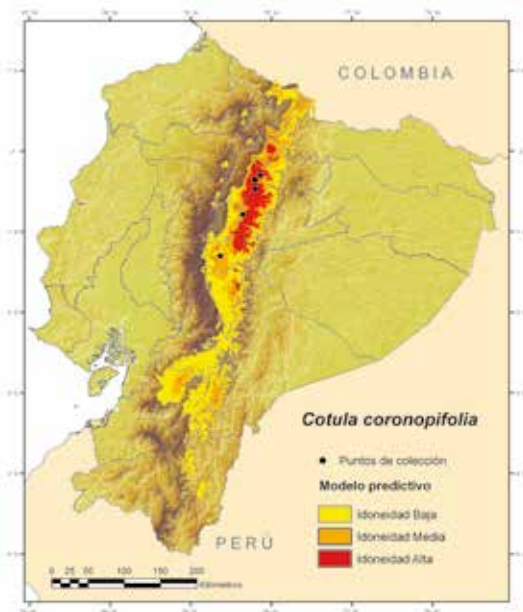 COLOMBIA
Cotula coronopifolia
Puntos de colección
Modelo predictivo
Idoneidad Baja
Idoneidad Media
Idoneidad Alta
PERÚ
0 25 50 100 150 200
Kilometros